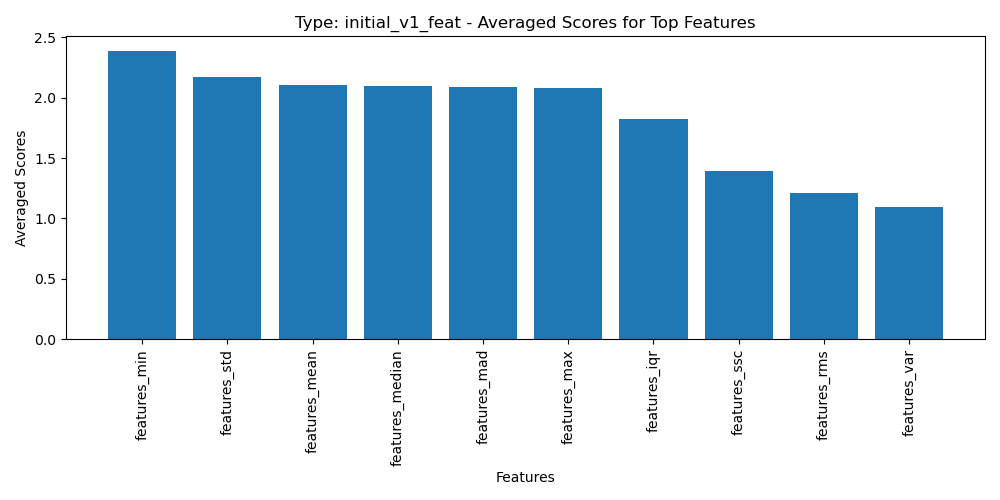 Type: initial_v1_feat - Averaged Scores for Top Features
Averaged Scores
2.5
2.0
1.5
1.0
0.5
0.0
features_min
features_std
features_mean
features_median
features_mad
features_max
features_iqr
features_ssc
features_rms
features_var
Features